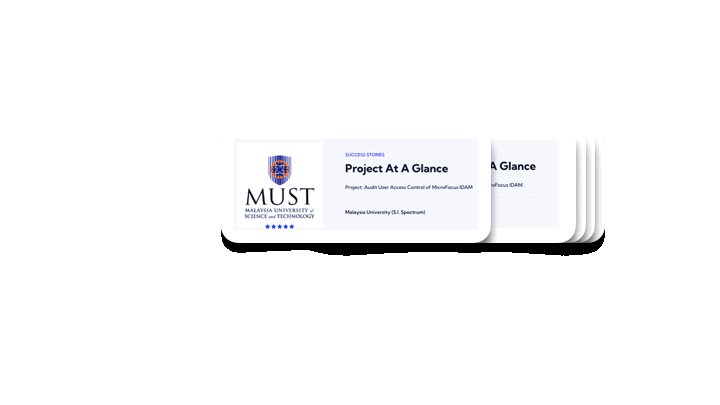 SUCCESS STORIES
Project At A Glance
Project: Audit User Access Control of MicroFocus IDAM
Malaysia University (S.I. Spectrum)
MUST
MALAYSIA UNIVERSITY of
SCIENCE and TECHNOLOGY
A Glance
roFocus IDAM.